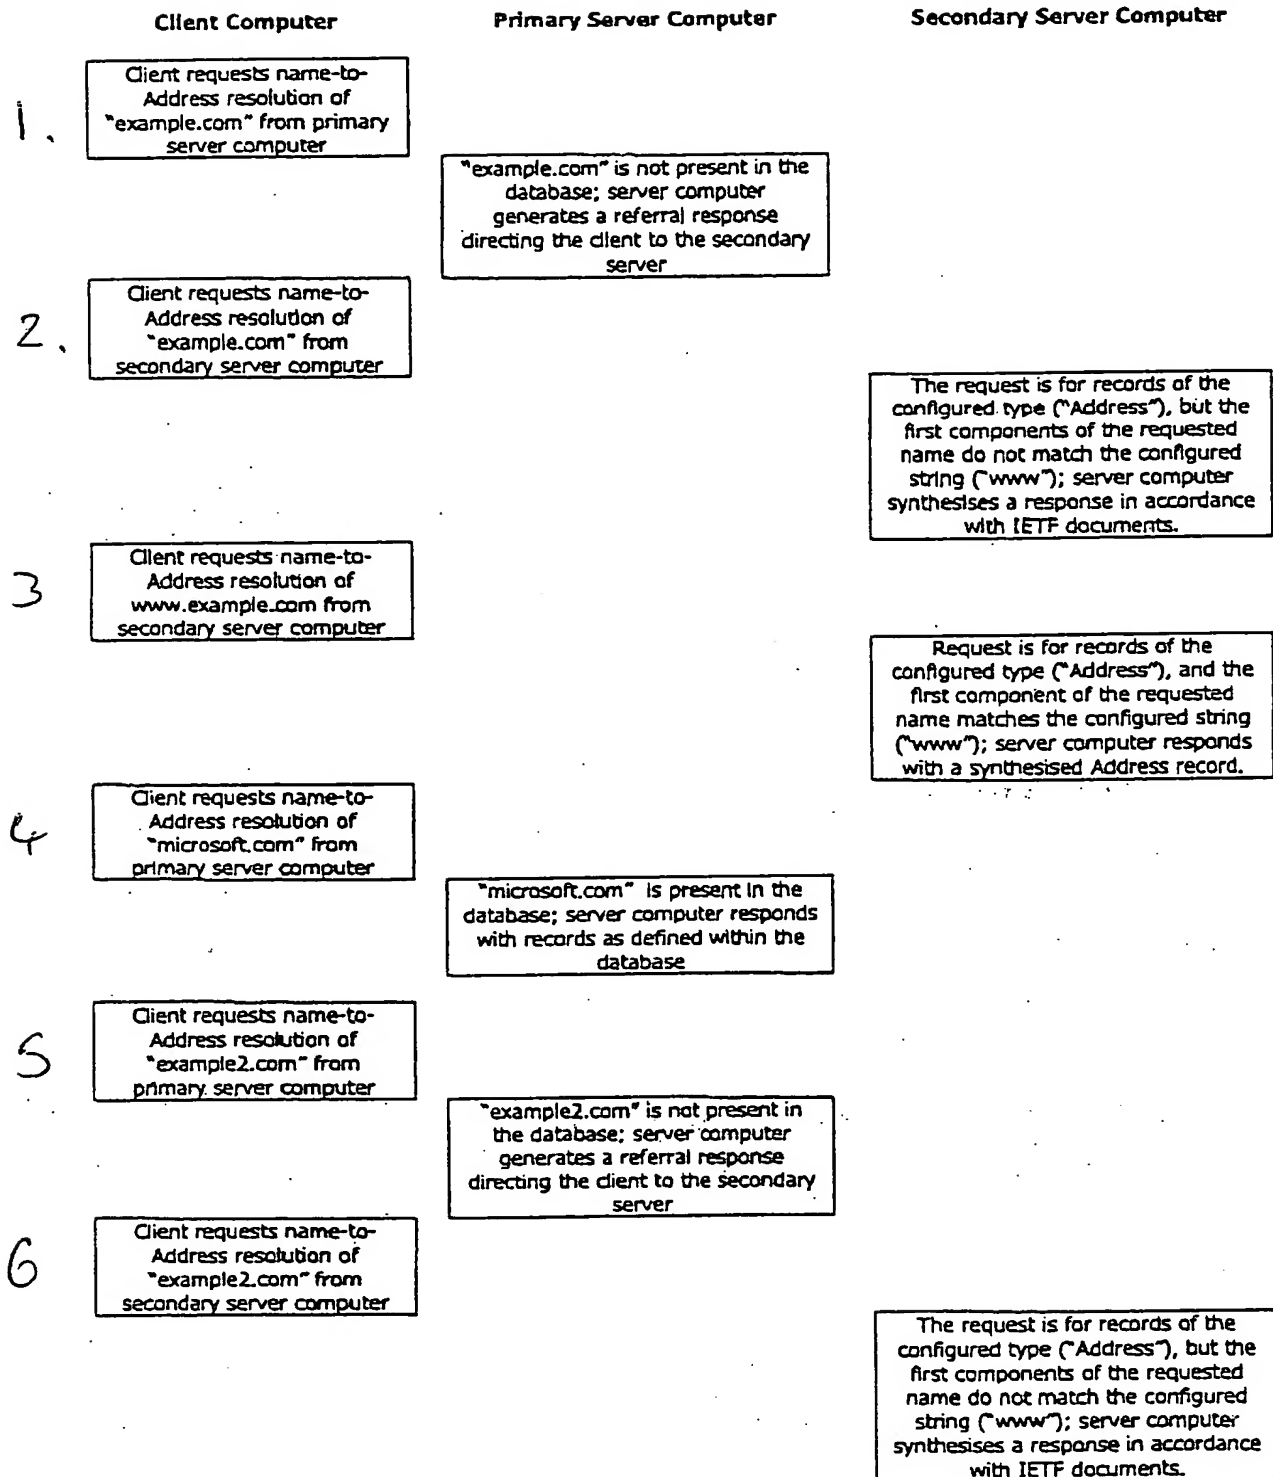 Client Computer
Primary Server Computer
Secondary Server Computer
1.
Client requests name-to-
Address resolution of
"example.com" from primary
server computer
"example.com" is not present in the
database; server computer
generates a referral response
directing the client to the secondary
server
2.
Client requests name-to-
Address resolution of
"example.com" from
secondary server computer
The request is for records of the
configured type ("Address"), but the
first components of the requested
name do not match the configured
string ("www"); server computer
synthesises a response in accordance
with IETF documents.
3
Client requests name-to-
Address resolution of
www.example.com from
secondary server computer
Request is for records of the
configured type ("Address"), and the
first component of the requested
name matches the configured string
("www"); server computer responds
with a synthesised Address record.
4
Client requests name-to-
Address resolution of
"microsoft.com" from
primary server computer
"microsoft.com" is present in the
database; server computer responds
with records as defined within the
database
5
Client requests name-to-
Address resolution of
"example2.com" from
primary server computer
"example2.com" is not present in
the database; server computer
generates a referral response
directing the client to the secondary
server
6
Client requests name-to-
Address resolution of
"example2.com" from
secondary server computer
The request is for records of the
configured type ("Address"), but the
first components of the requested
name do not match the configured
string ("www"); server computer
synthesises a response in accordance
with IETF documents.